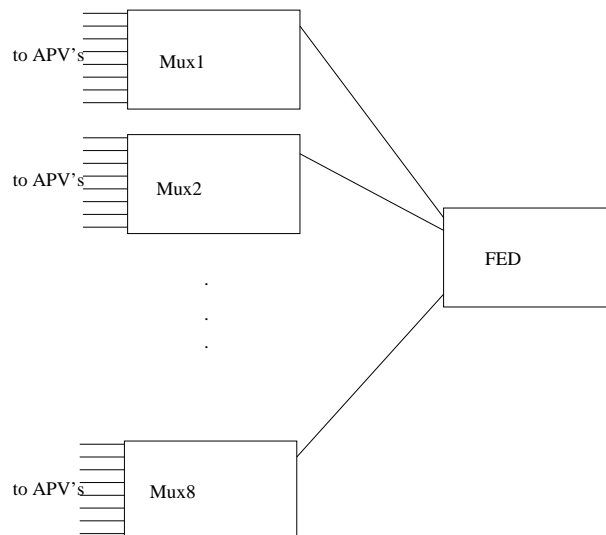 to APV's
Mux1
to APV's
Mux2
FED
.
.
.
to APV's
Mux8